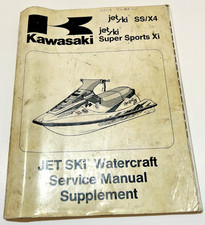 jet ski SS/X4
Kawasaki
jet ski
Super Sports Xi
JET SKI Watercraft
Service Manual
Supplement